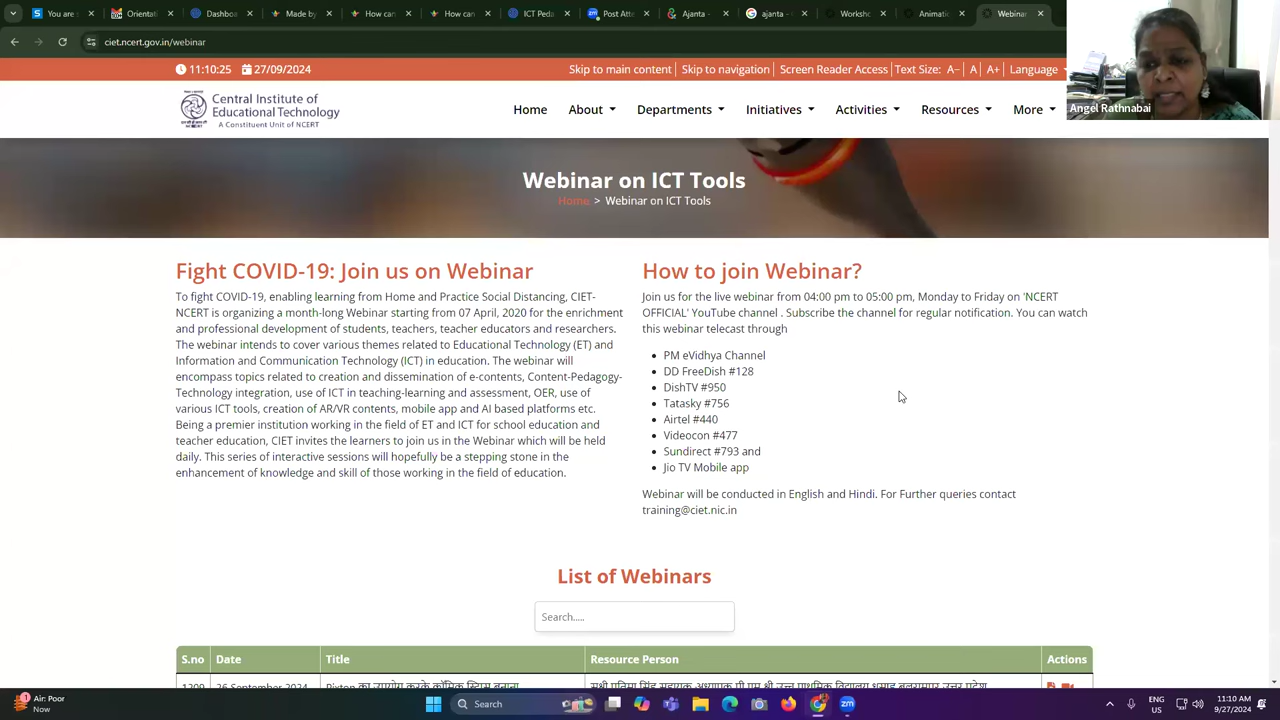 You are s
Orientati
Dashboa
Made by
How can
How can
ICT Peda
Post Atte
Ajanta -
ajanta -
Worksho
Animatio
Webinar
ciet.ncert.gov.in/webinar
11:10:25 27/09/2024
Skip to main content Skip to navigation Screen Reader Access Text Size: A− A A+ Language
Central Institute of
Educational Technology
A Constituent Unit of NCERT
Home About Departments Initiatives Activities Resources More
Angel Rathnabai
Webinar on ICT Tools
Home > Webinar on ICT Tools
Fight COVID-19: Join us on Webinar
To fight COVID-19, enabling learning from Home and Practice Social Distancing, CIET-
NCERT is organizing a month-long Webinar starting from 07 April, 2020 for the enrichment
and professional development of students, teachers, teacher educators and researchers.
The webinar intends to cover various themes related to Educational Technology (ET) and
Information and Communication Technology (ICT) in education. The webinar will
encompass topics related to creation and dissemination of e-contents, Content-Pedagogy-
Technology integration, use of ICT in teaching-learning and assessment, OER, use of
various ICT tools, creation of AR/VR contents, mobile app and AI based platforms etc.
Being a premier institution working in the field of ET and ICT for school education and
teacher education, CIET invites the learners to join us in the Webinar which will be held
daily. This series of interactive sessions will hopefully be a stepping stone in the
enhancement of knowledge and skill of those working in the field of education.
How to join Webinar?
Join us for the live webinar from 04:00 pm to 05:00 pm, Monday to Friday on 'NCERT
OFFICIAL' YouTube channel . Subscribe the channel for regular notification. You can watch
this webinar telecast through
PM eVidhya Channel
DD FreeDish #128
DishTV #950
Tatasky #756
Airtel #440
Videocon #477
Sundirect #793 and
Jio TV Mobile app
Webinar will be conducted in English and Hindi. For Further queries contact
training@ciet.nic.in
List of Webinars
Search.....
S.no Date Title Resource Person Actions
1209 26 September 2024 Pixton का उपयोग करके कॉमिक स्ट्रिप्स बनाना
Air Poor
Now
Search
ENG
US
11:10 AM
9/27/2024